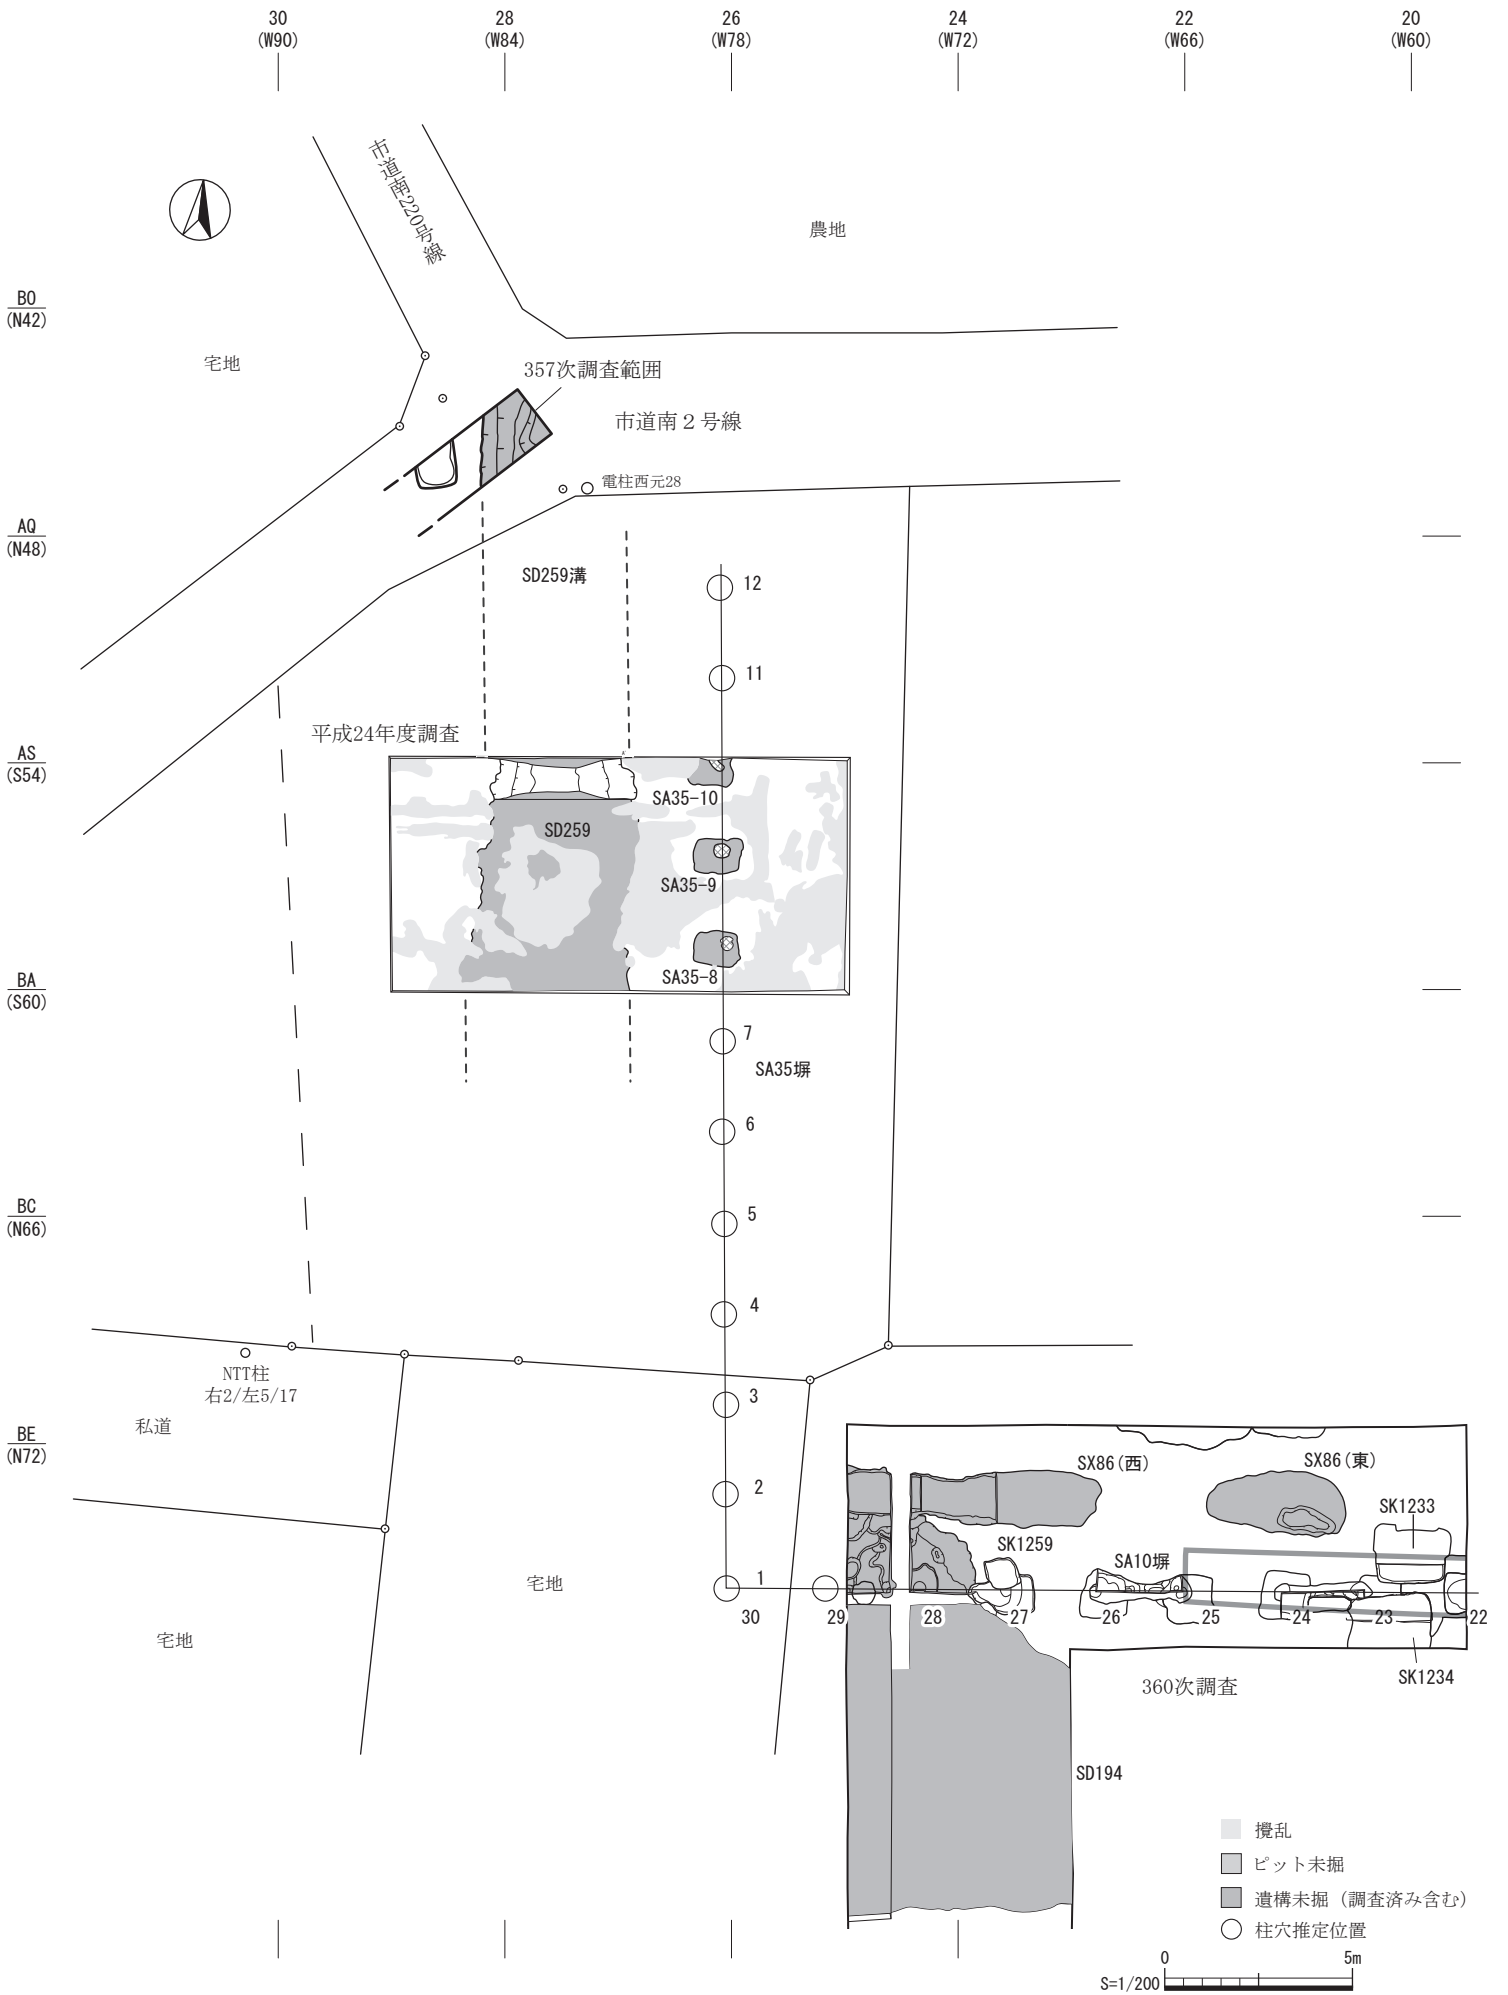 30
(W90)
28
(W84)
26
(W78)
24
(W72)
22
(W66)
20
(W60)
市道南220号線
農地
BO
(N42)
宅地
357次調査範囲
市道南２号線
電柱西元28
AQ
(N48)
SD259溝
12
11
平成24年度調査
AS
(S54)
SA35-10
SD259
SA35-9
SA35-8
BA
(S60)
7
SA35塀
6
BC
(N66)
5
4
NTT柱
右2/左5/17
私道
3
BE
(N72)
SX86(西)
SX86(東)
2
SK1233
SK1259
SA10塀
宅地
1
30
29
28
27
26
25
24
23
22
宅地
SK1234
360次調査
SD194
攪乱
ピット未掘
遺構未掘（調査済み含む）
柱穴推定位置
0
5m
S=1/200